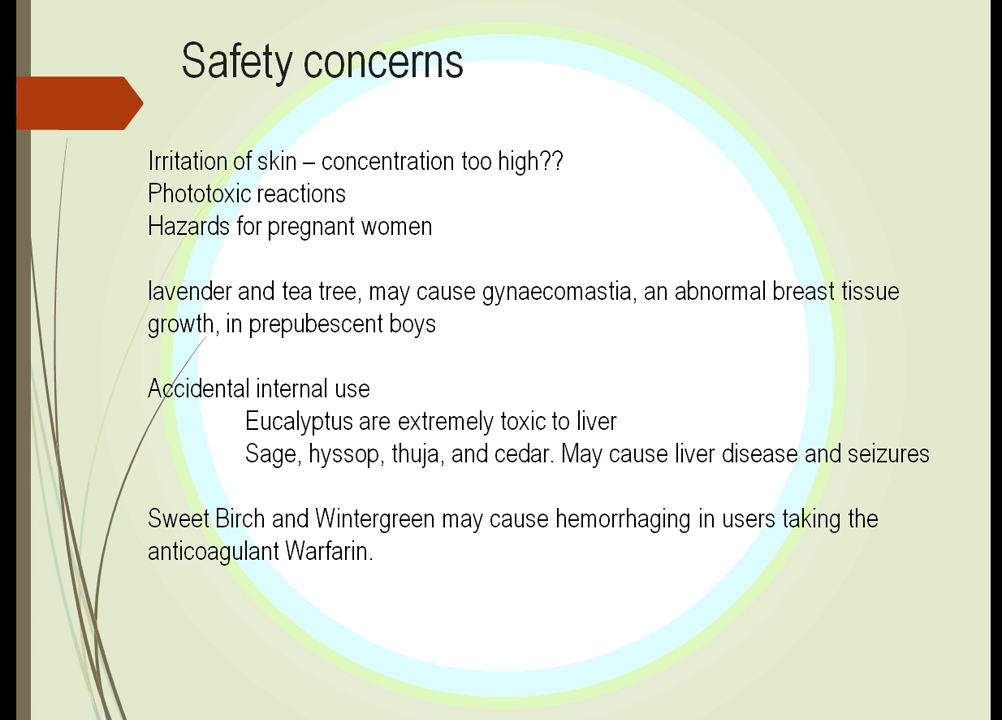 Safety concerns
Irritation of skin – concentration too high??
Phototoxic reactions
Hazards for pregnant women
lavender and tea tree, may cause gynaecomastia, an abnormal breast tissue
growth, in prepubescent boys
Accidental internal use
Eucalyptus are extremely toxic to liver
Sage, hyssop, thuja, and cedar. May cause liver disease and seizures
Sweet Birch and Wintergreen may cause hemorrhaging in users taking the
anticoagulant Warfarin.